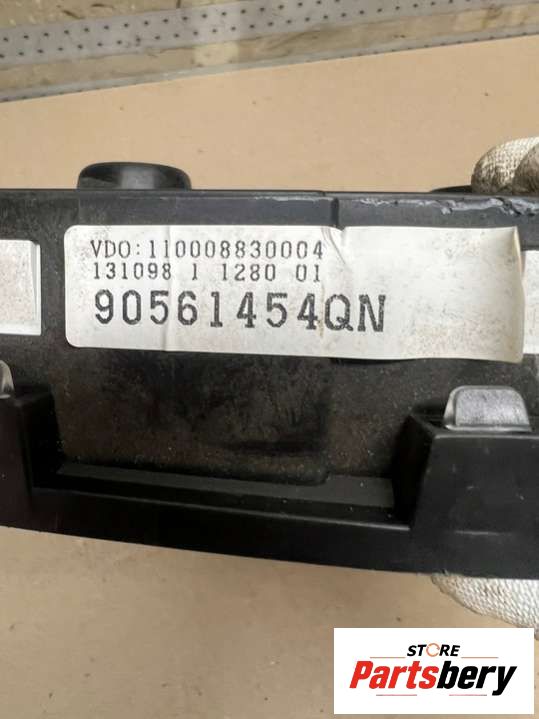 VDO:110008830004
131098 1 1280 01
90561454QN
STORE
Partsbery